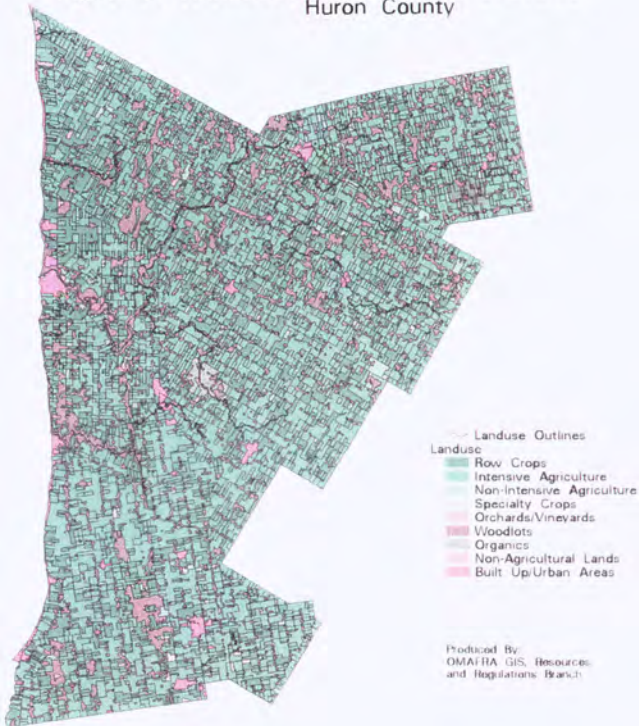 Huron County
Landuse Outlines
Landuse
Row Crops
Intensive Agriculture
Non-Intensive Agriculture
Specialty Crops
Orchards/Vineyards
Woodlots
Organics
Non-Agricultural Lands
Built Up/Urban Areas
Produced By:
OMAFRA GIS, Resources
and Regulations Branch